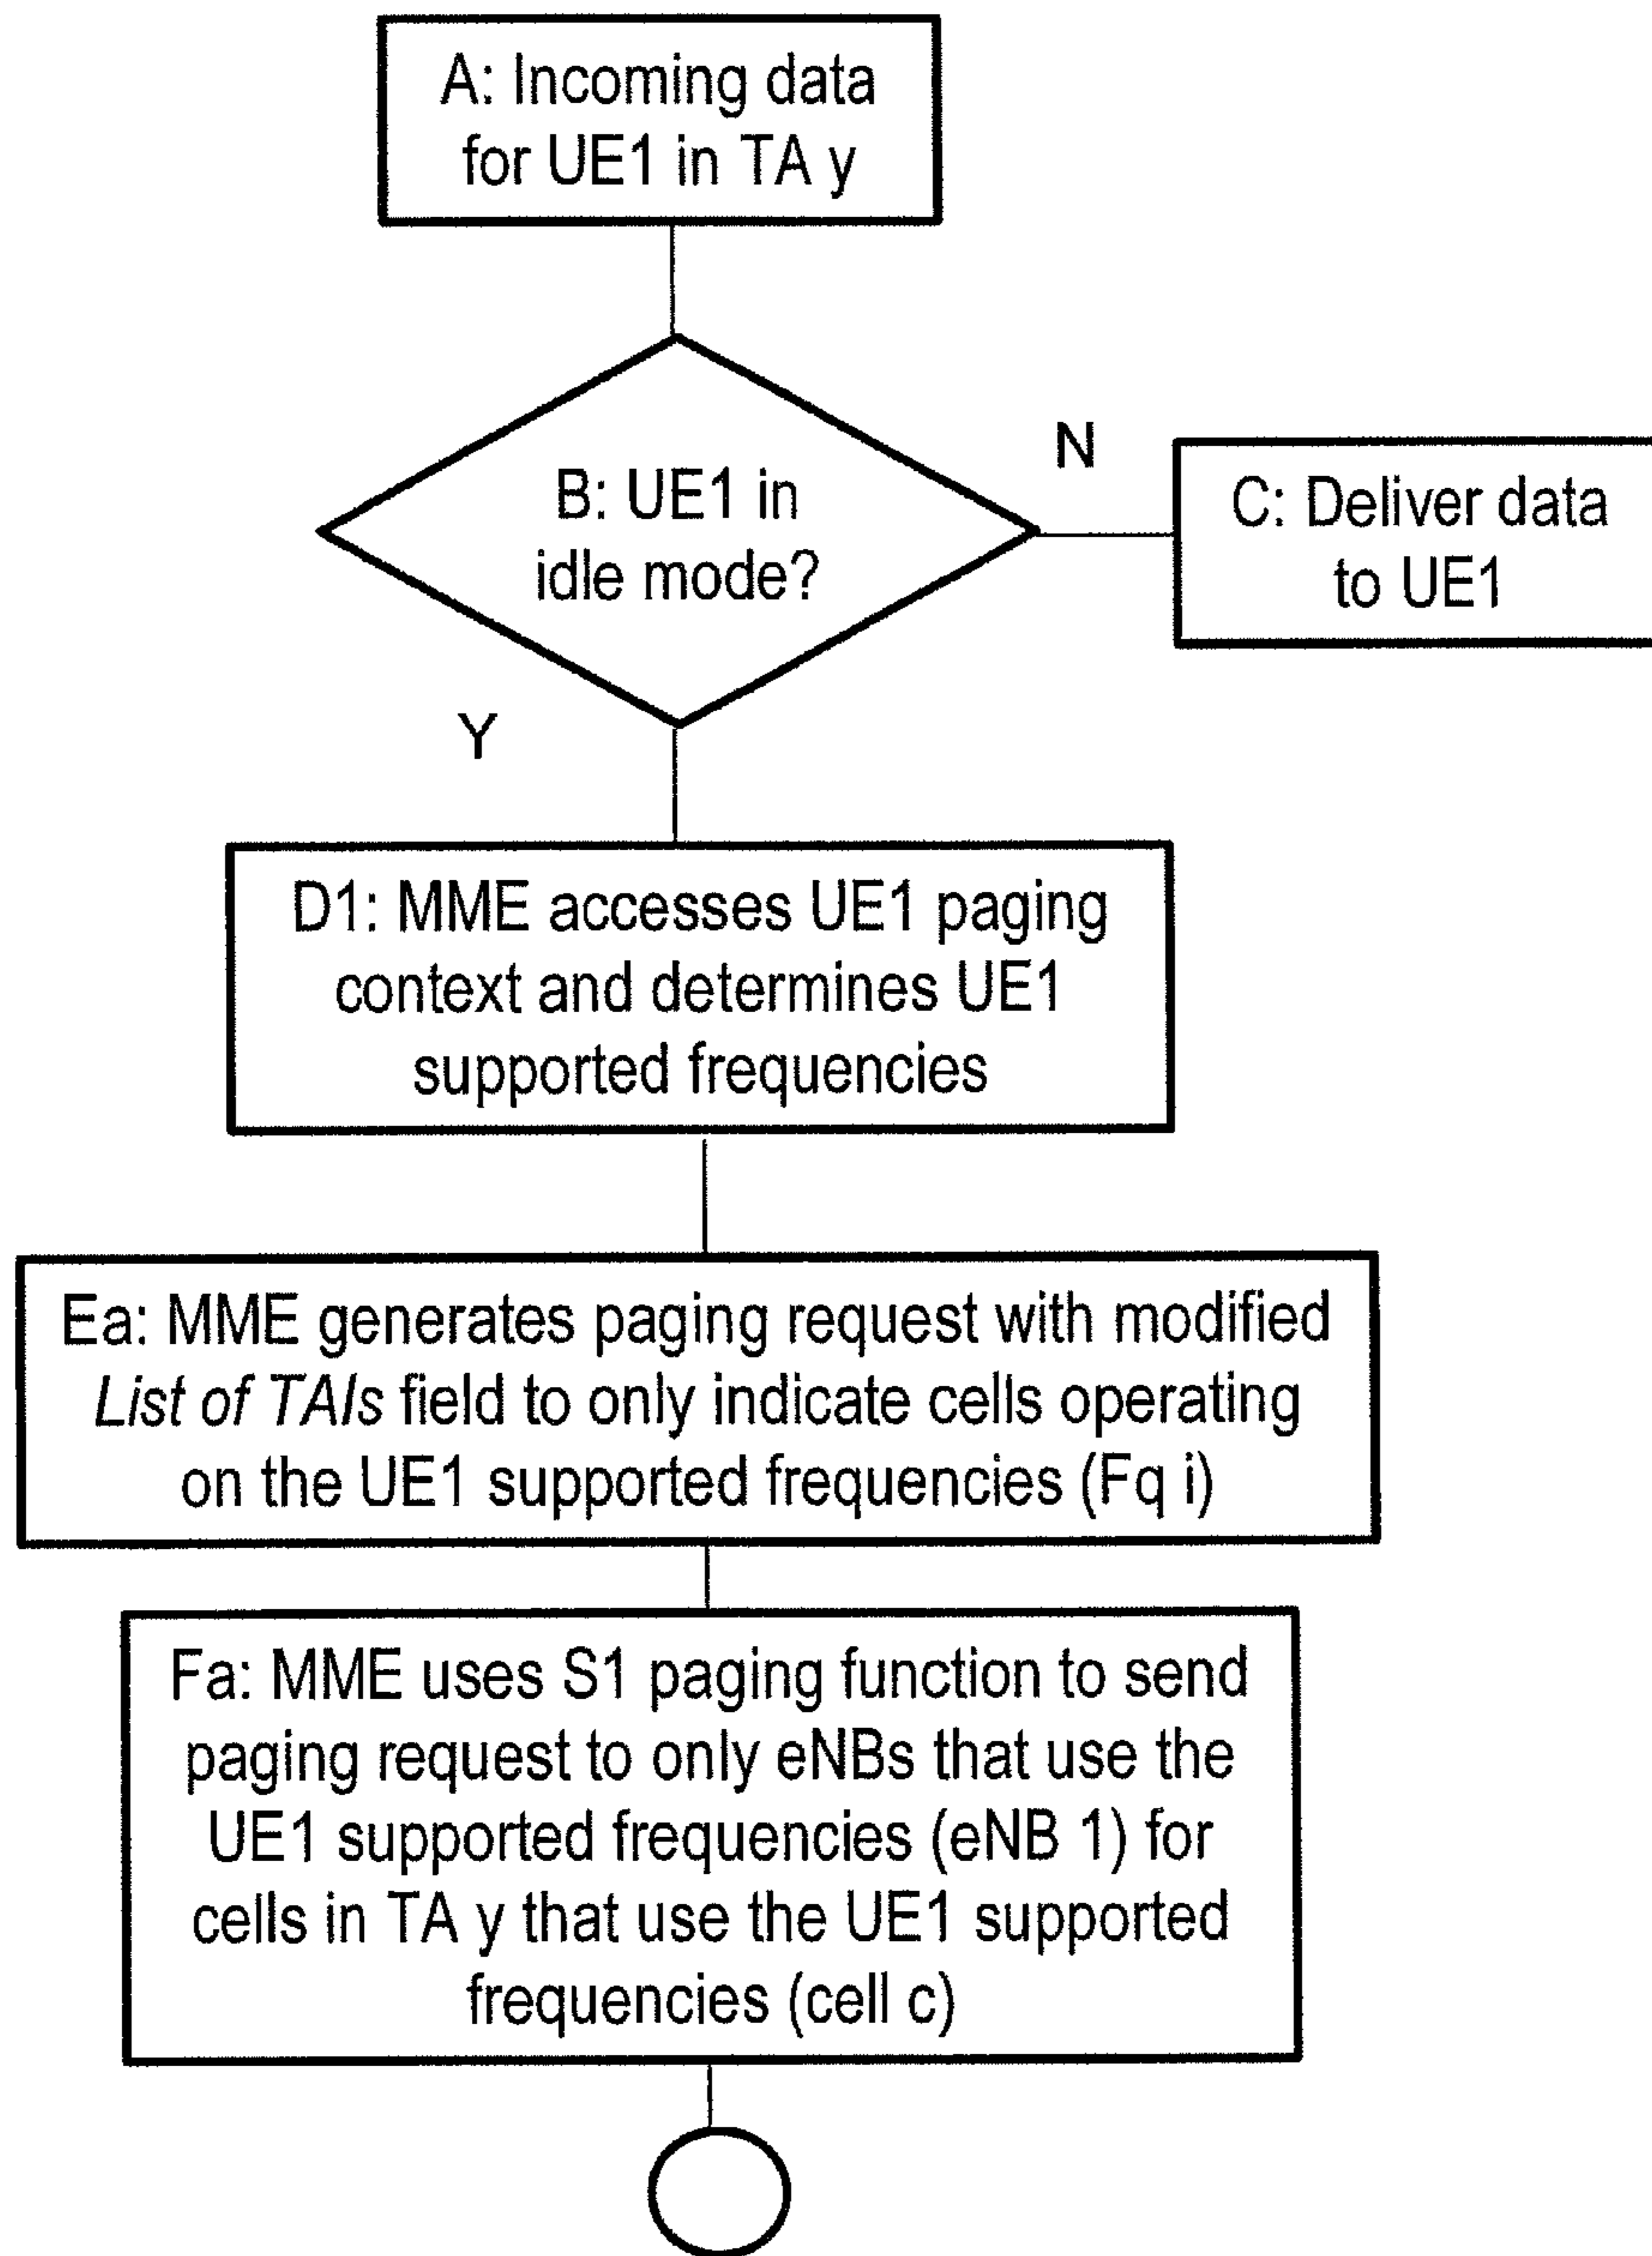 A: Incoming data
for UE1 in TA y
B: UE1 in
idle mode?
N
C: Deliver data
to UE1
Y
D1: MME accesses UE1 paging
context and determines UE1
supported frequencies
Ea: MME generates paging request with modified
List of TAIs field to only indicate cells operating
on the UE1 supported frequencies (Fq i)
Fa: MME uses S1 paging function to send
paging request to only eNBs that use the
UE1 supported frequencies (eNB 1) for
cells in TA y that use the UE1 supported
frequencies (cell c)